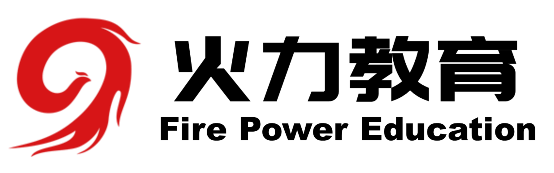 火力教育
Fire Power Education